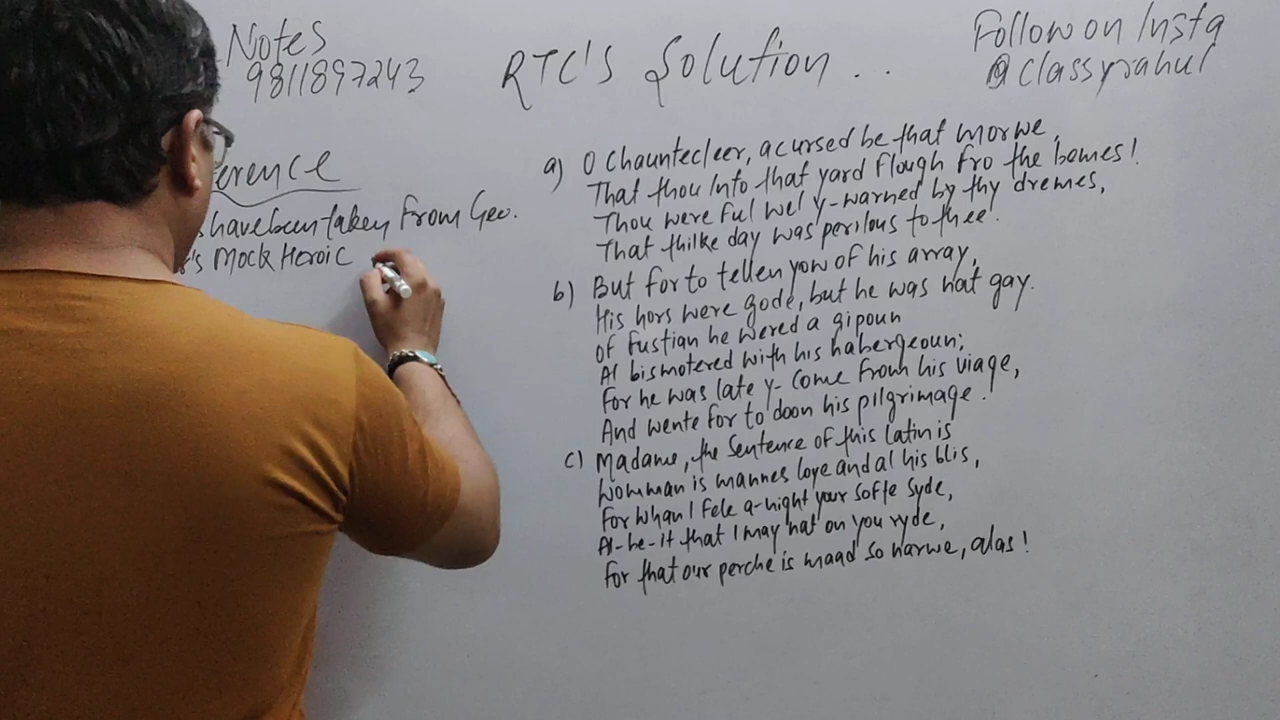 Notes
9811897243
RTC'S Solution...
Follow on Insta
@classyrahul
erence
have been taken From Geo.
's Mock Heroic
a) O Chauntecleer, acursed be that morwe,
That thou Into that yard Flough Fro the bemes!
Thou were Ful wel y-warned by thy dremes,
That thilke day was perilous to thee.
b) But for to tellen yow of his array,
His hors were gode, but he was nat gay.
Of Fustian he wered a gipoun
Al bismotered with his habergeoun;
For he was late y-come From his viage,
And wente for to doon his pilgrimage.
c) Madame, the Sentence of this Latin is
Womman is mannes Ioye and al his blis,
For Whan I Fele a-night your softe Syde,
Al-be-it that I may nat on you ryde,
For that our perche is maad so narwe, alas!